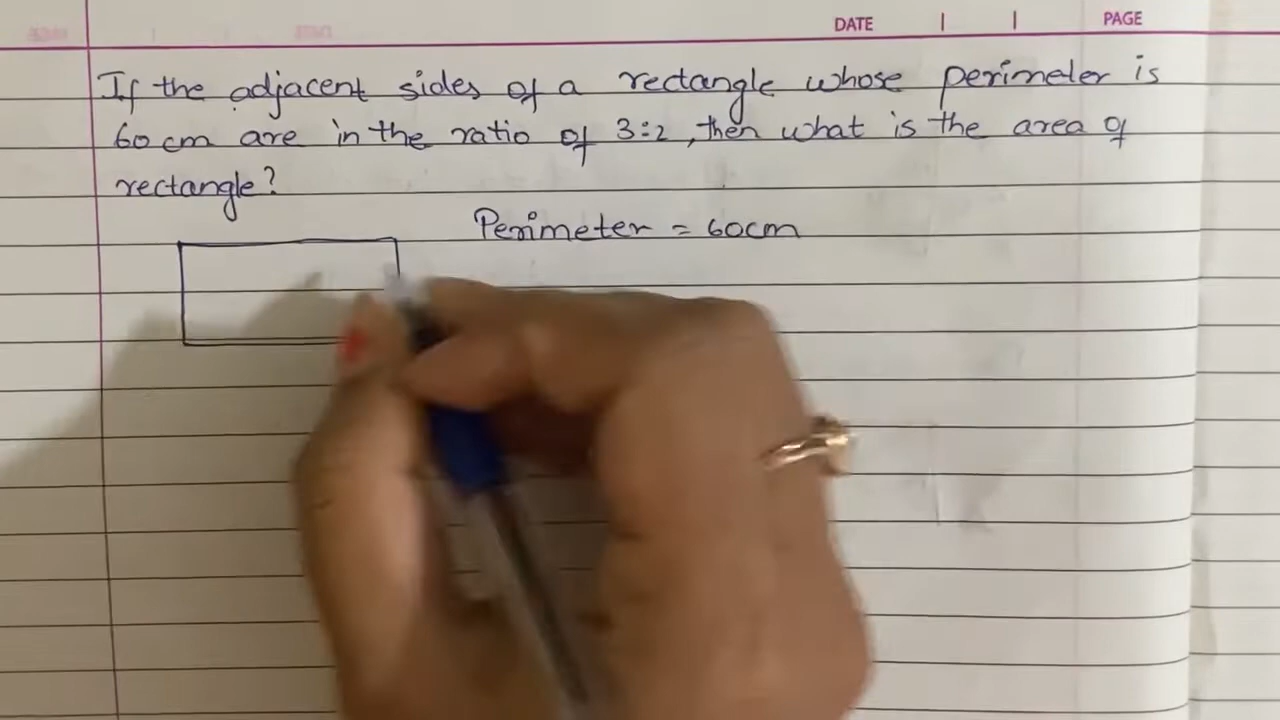 DATE | | PAGE
If the adjacent sides of a rectangle whose perimeter is
60 cm are in the ratio of 3:2, then what is the area of
rectangle?
Perimeter = 60cm